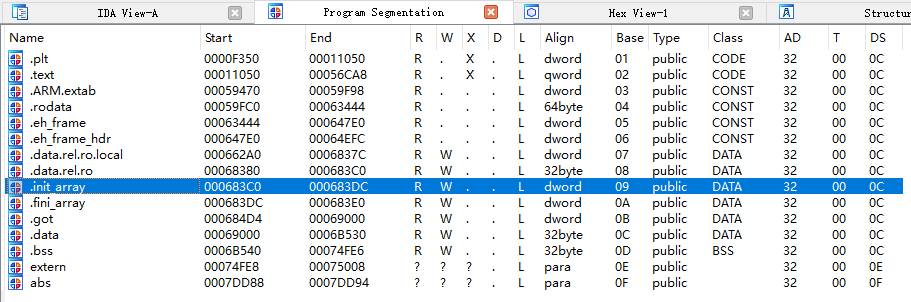 IDA View-A Program Segmentation Hex View-1 Structur
Name Start End R W X D L Align Base Type Class AD T DS
.plt 0000F350 00011050 R . X . L dword 01 public CODE 32 00 0C
.text 00011050 00056CA8 R . X . L qword 02 public CODE 32 00 0C
.ARM.extab 00059470 00059F98 R . . . L dword 03 public CONST 32 00 0C
.rodata 00059FC0 00063444 R . . . L 64byte 04 public CONST 32 00 0C
.eh_frame 00063444 000647E0 R . . . L dword 05 public CONST 32 00 0C
.eh_frame_hdr 000647E0 00064EFC R . . . L dword 06 public CONST 32 00 0C
.data.rel.ro.local 000662A0 0006837C R W . . L dword 07 public DATA 32 00 0C
.data.rel.ro 00068380 000683C0 R W . . L 32byte 08 public DATA 32 00 0C
.init_array 000683C0 000683DC R W . . L dword 09 public DATA 32 00 0C
.fini_array 000683DC 000683E0 R W . . L dword 0A public DATA 32 00 0C
.got 000684D4 00069000 R W . . L dword 0B public DATA 32 00 0C
.data 00069000 0006B530 R W . . L 32byte 0C public DATA 32 00 0C
.bss 0006B540 00074FE6 R W . . L 32byte 0D public BSS 32 00 0C
extern 00074FE8 00075008 ? ? ? . L para 0E public 32 00 0E
abs 0007DD88 0007DD94 ? ? ? . L para 0F public 32 00 0F